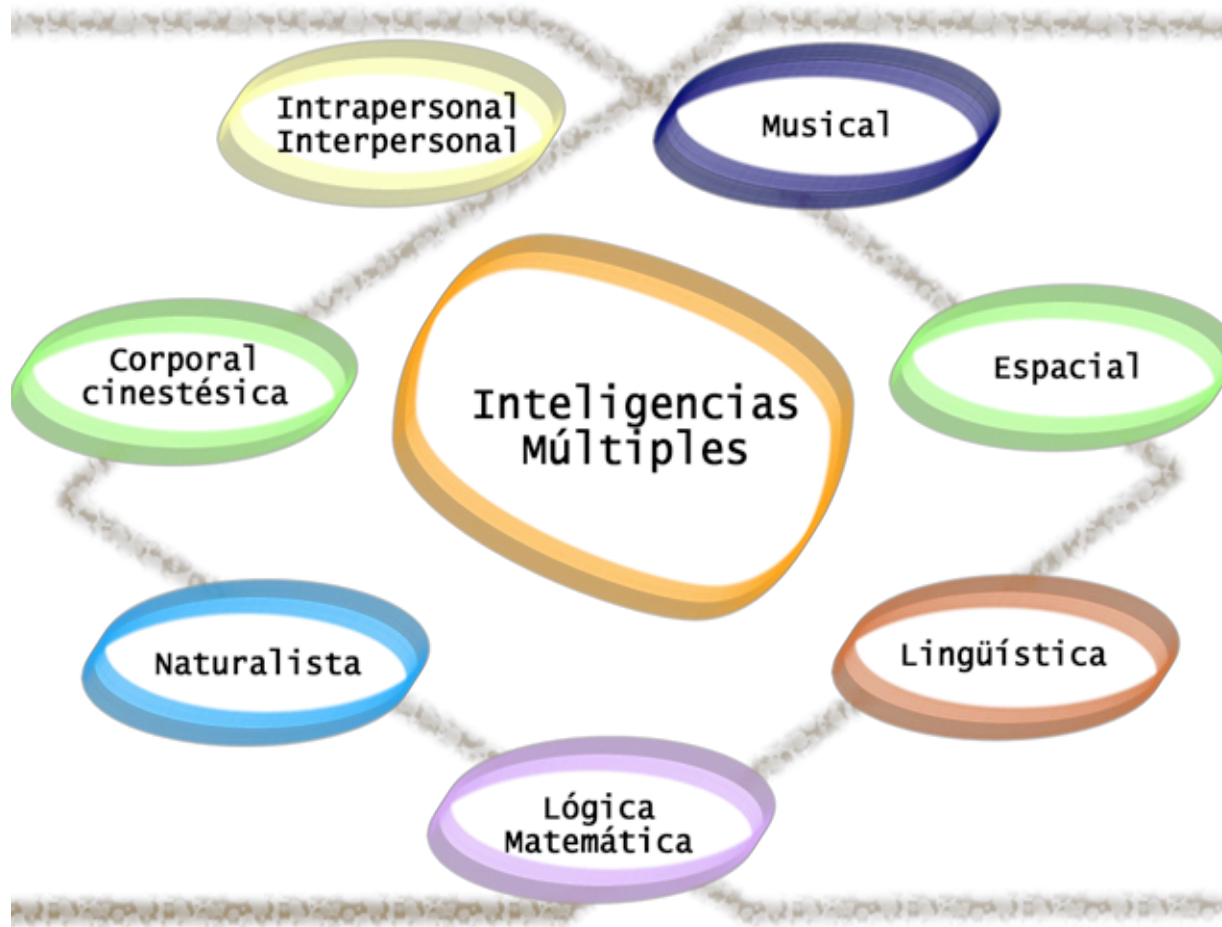 Intrapersonal
Interpersonal
Musical
Corporal
cinestésica
Espacial
Inteligencias
Múltiples
Naturalista
Lingüística
Lógica
Matemática